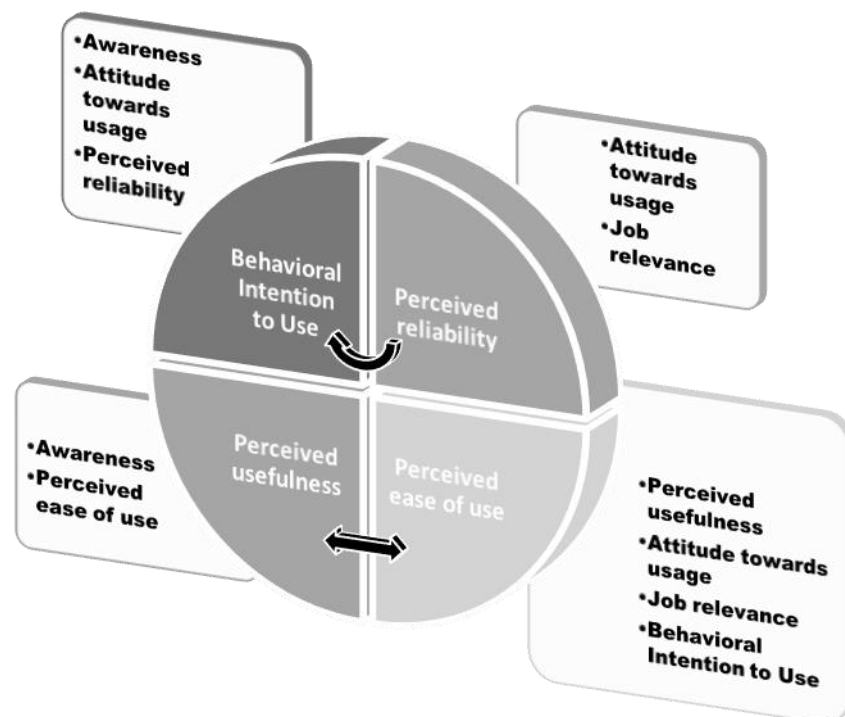 •Awareness
•Attitude
towards
usage
•Perceived
reliability
•Attitude
towards
usage
•Job
relevance
Behavioral
Intention
to Use
Perceived
reliability
Perceived
usefulness
Perceived
ease of use
•Awareness
•Perceived
ease of use
•Perceived
usefulness
•Attitude towards
usage
•Job relevance
•Behavioral
Intention to Use